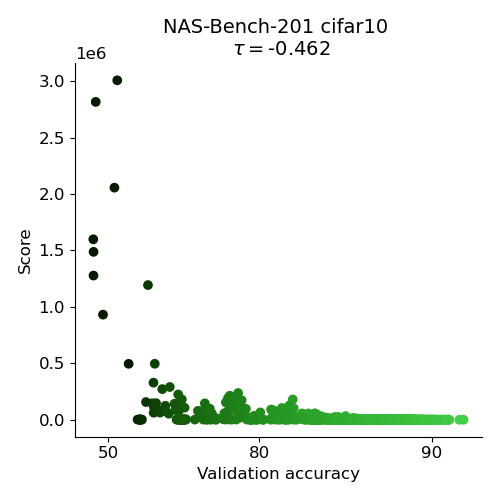 NAS-Bench-201 cifar10
τ = -0.462
1e6
3.0
2.5
2.0
1.5
1.0
0.5
0.0
Score
50 80 90
Validation accuracy